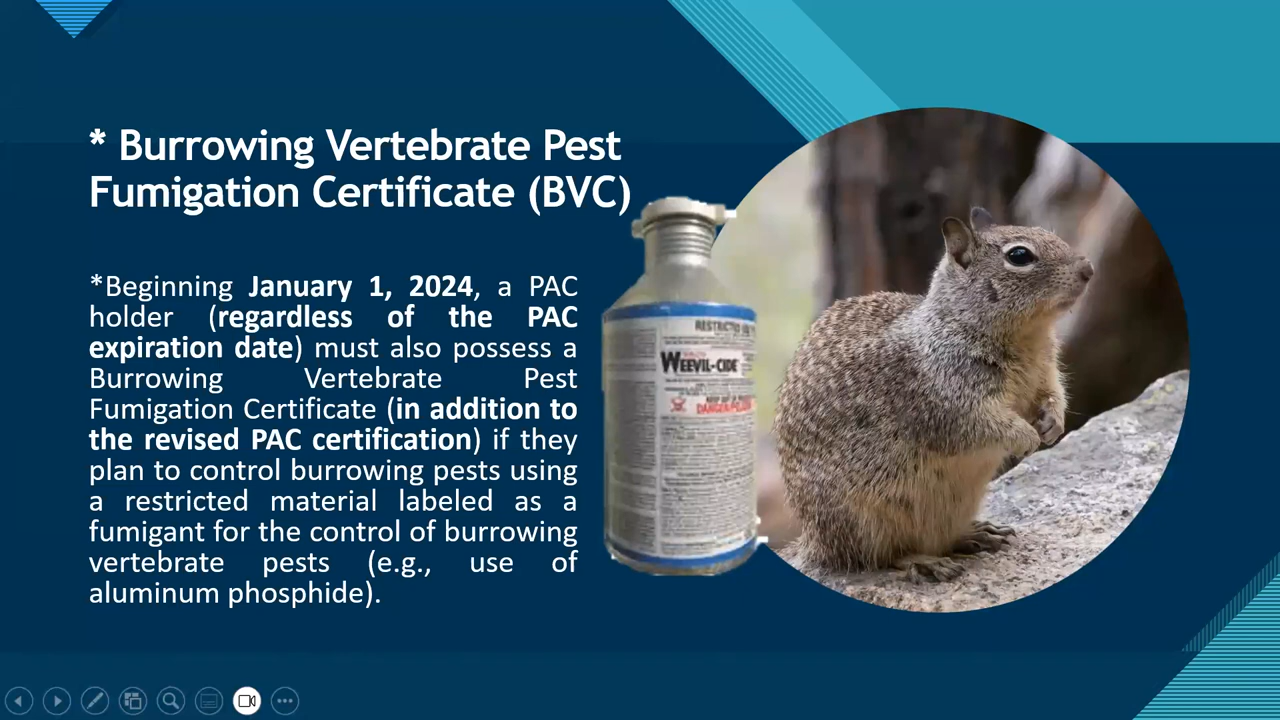 * Burrowing Vertebrate Pest
Fumigation Certificate (BVC)
*Beginning January 1, 2024, a PAC
holder (regardless of the PAC
expiration date) must also possess a
Burrowing Vertebrate Pest
Fumigation Certificate (in addition to
the revised PAC certification) if they
plan to control burrowing pests using
a restricted material labeled as a
fumigant for the control of burrowing
vertebrate pests (e.g., use of
aluminum phosphide).
RESTRICTED
WEEVIL-CIDE